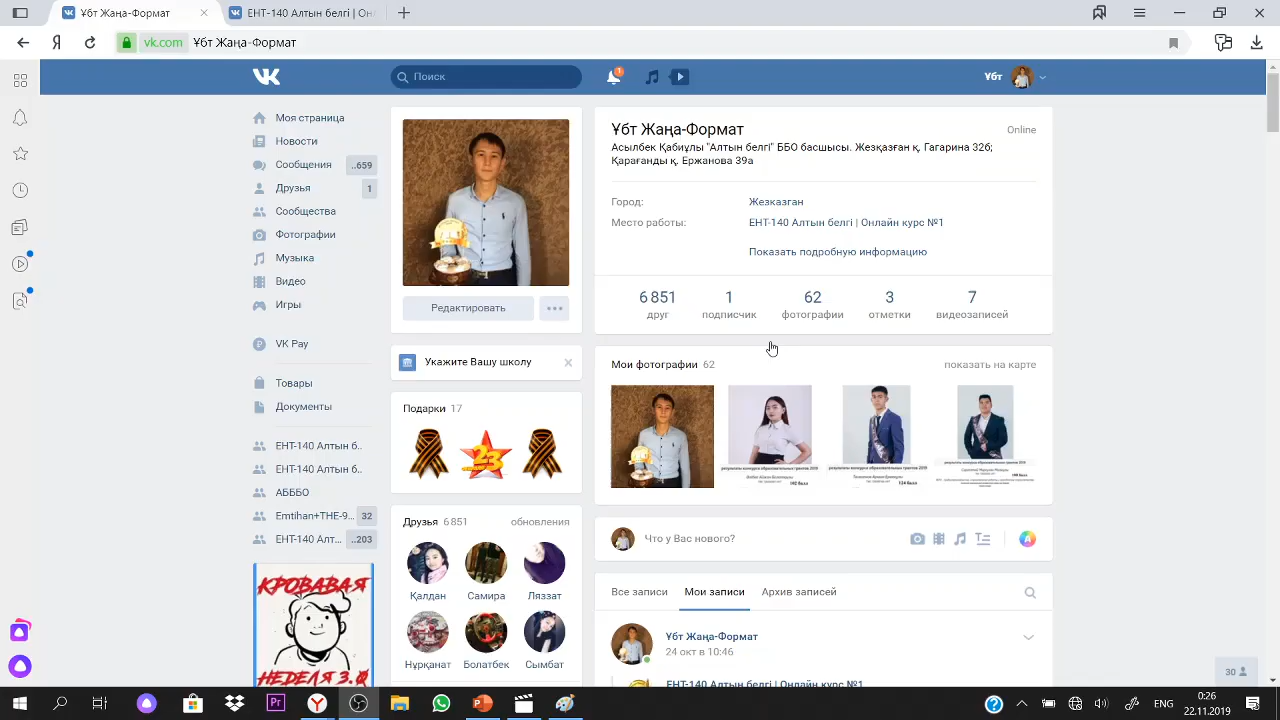 Ұбт Жаңа-Формат
ЕНТ-140 Алтын белгі | Он
Я
vk.com
Ұбт Жаңа-Формат
Поиск
1
Ұбт
Моя страница
Новости
Сообщения ..659
Друзья 1
Сообщества
Фотографии
Музыка
Видео
Игры
VK Pay
Товары
Документы
ЕНТ-140 Алтын б..
ЕНТ-140 Алтын б..
АБББО
Emtihan+THE-9... 32
ЕНТ-140 Алт... ..203
КРОВАВАЯ
НЕДЕЛЯ 3.0
Редактировать
Укажите Вашу школу
Подарки 17
Друзья 6 851 обновления
Қалдан Самира Ляззат
Нұрқанат Болатбек Сымбат
Ұбт Жаңа-Формат Online
Асылбек Қабиұлы "Алтын белгі" ББО басшысы. Жезқазған қ, Гагарина 32б;
Қарағанды қ, Ержанова 39а
Город: Жезказган
Место работы: ЕНТ-140 Алтын белгі | Онлайн курс №1
Показать подробную информацию
6 851 1 62 3 7
друг подписчик фотографии отметки видеозаписей
Мои фотографии 62 показать на карте
Что у Вас нового?
Все записи Мои записи Архив записей
Ұбт Жаңа-Формат
24 окт в 10:46
ЕНТ-140 Алтын белгі | Онлайн курс №1
30
Pr
ENG
0:26
22.11.2019